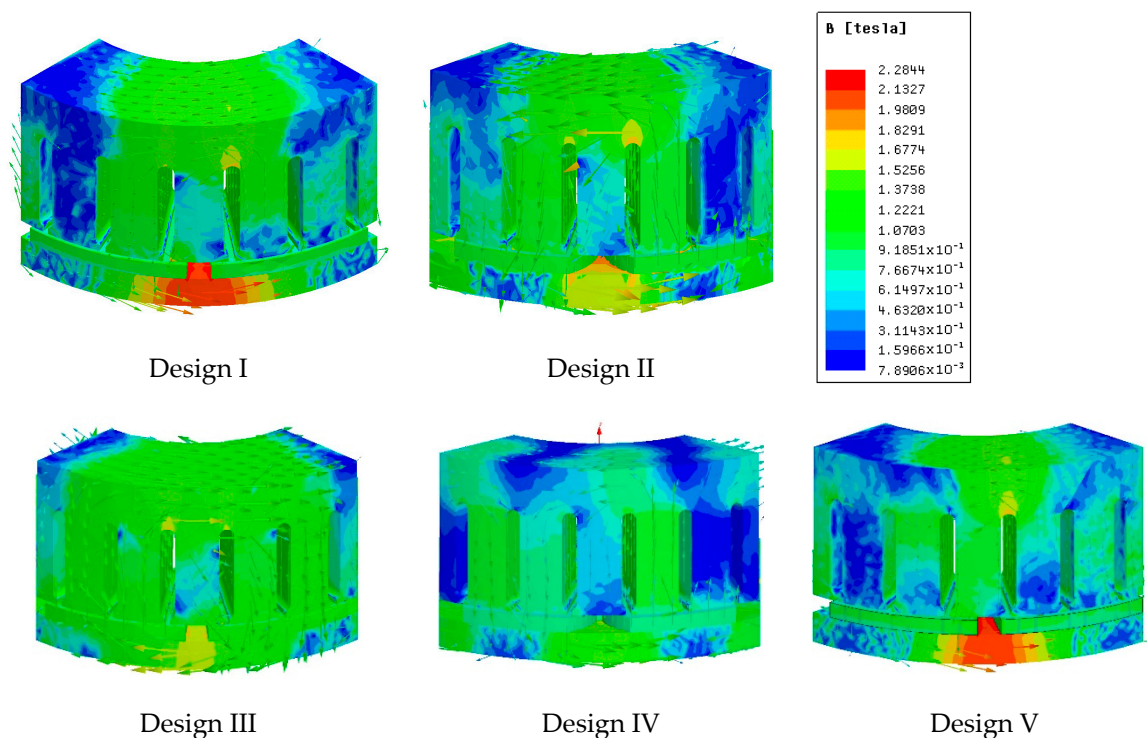 B [tesla]
2.2844
2.1327
1.9809
1.8291
1.6774
1.5256
1.3738
1.2221
1.0703
9.1851x10⁻¹
7.6674x10⁻¹
6.1497x10⁻¹
4.6320x10⁻¹
3.1143x10⁻¹
1.5966x10⁻¹
7.8906x10⁻³
Design I
Design II
Design III
Design IV
Design V